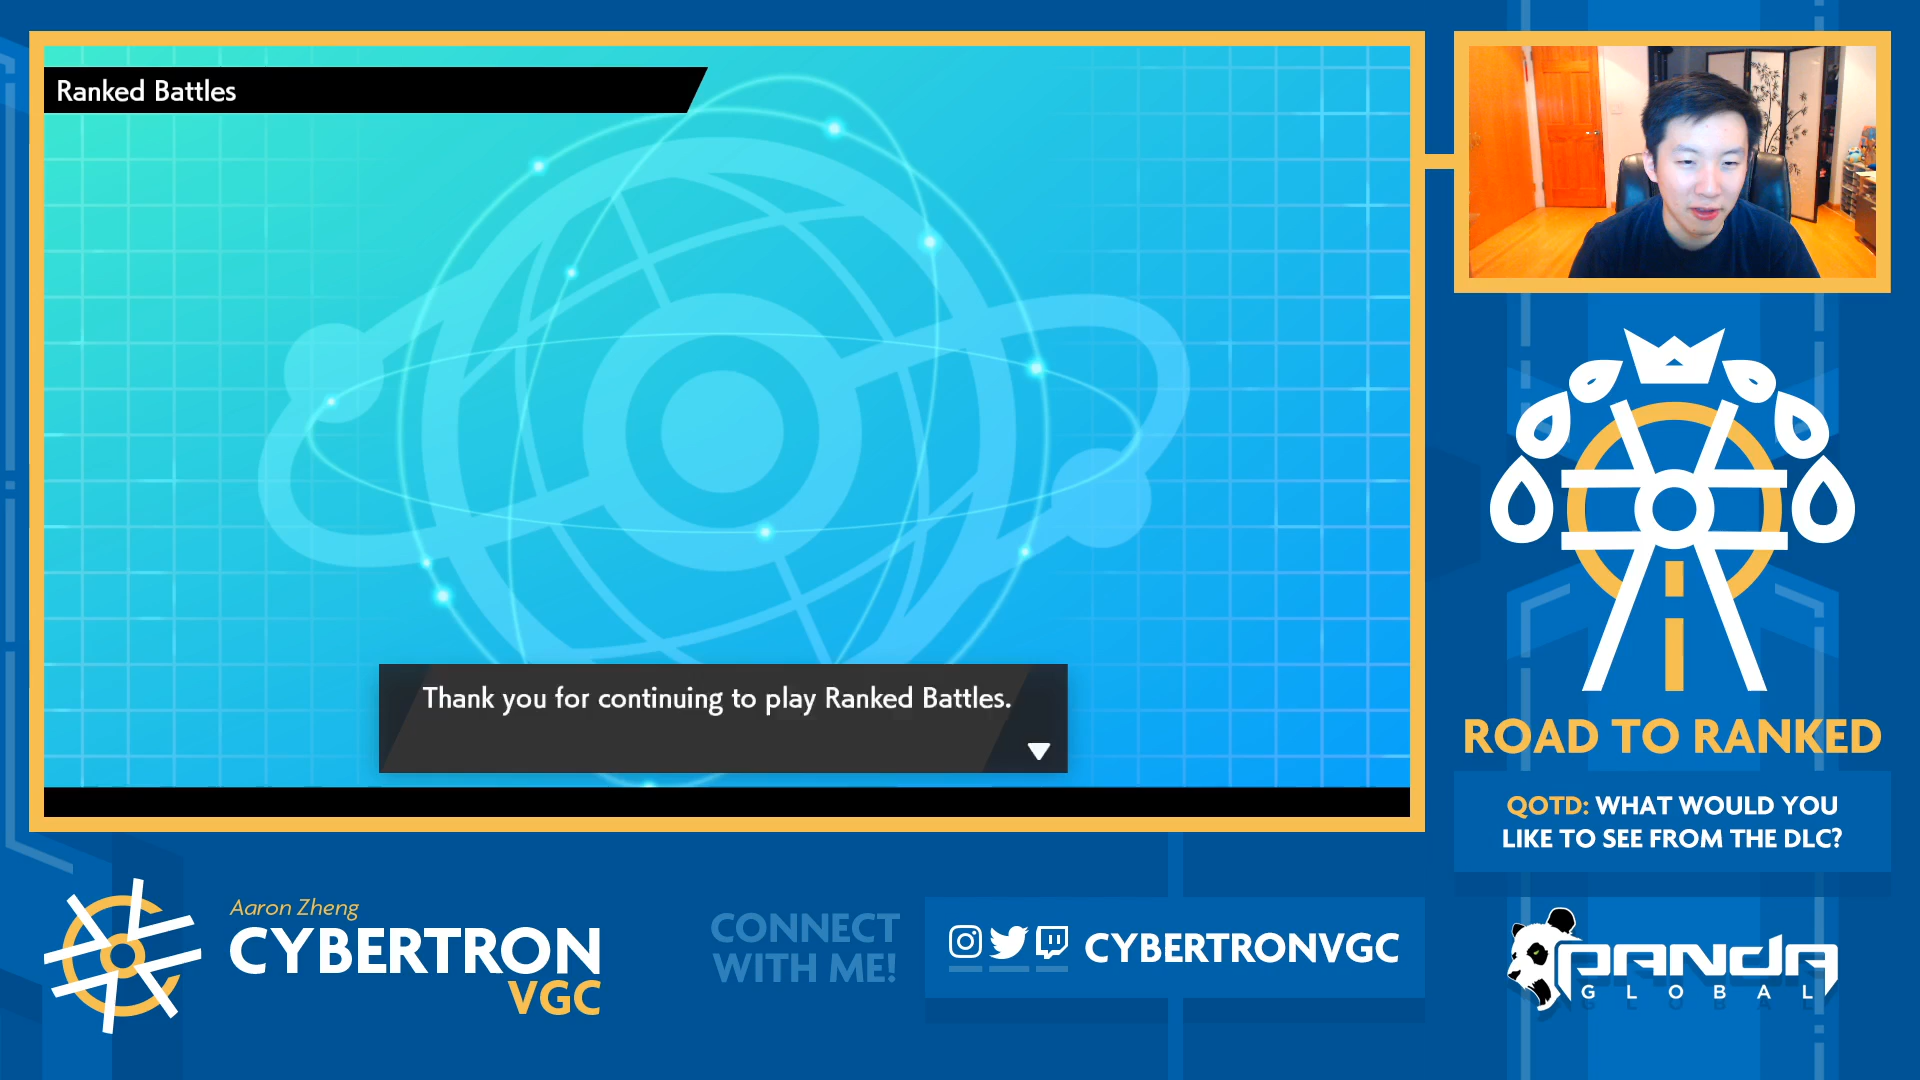 Ranked Battles
Thank you for continuing to play Ranked Battles.
ROAD TO RANKED
QOTD: WHAT WOULD YOU
LIKE TO SEE FROM THE DLC?
Aaron Zheng
CYBERTRON
VGC
CONNECT
WITH ME!
CYBERTRONVGC
PANDA
GLOBAL